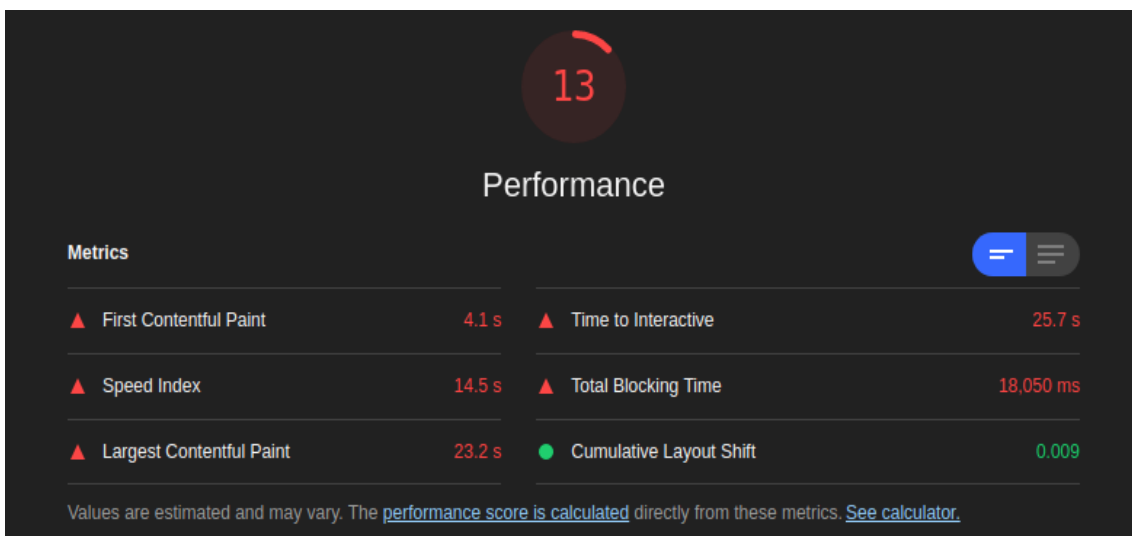 13
Performance
Metrics
First Contentful Paint 4.1 s
Time to Interactive 25.7 s
Speed Index 14.5 s
Total Blocking Time 18,050 ms
Largest Contentful Paint 23.2 s
Cumulative Layout Shift 0.009
Values are estimated and may vary. The performance score is calculated directly from these metrics. See calculator.